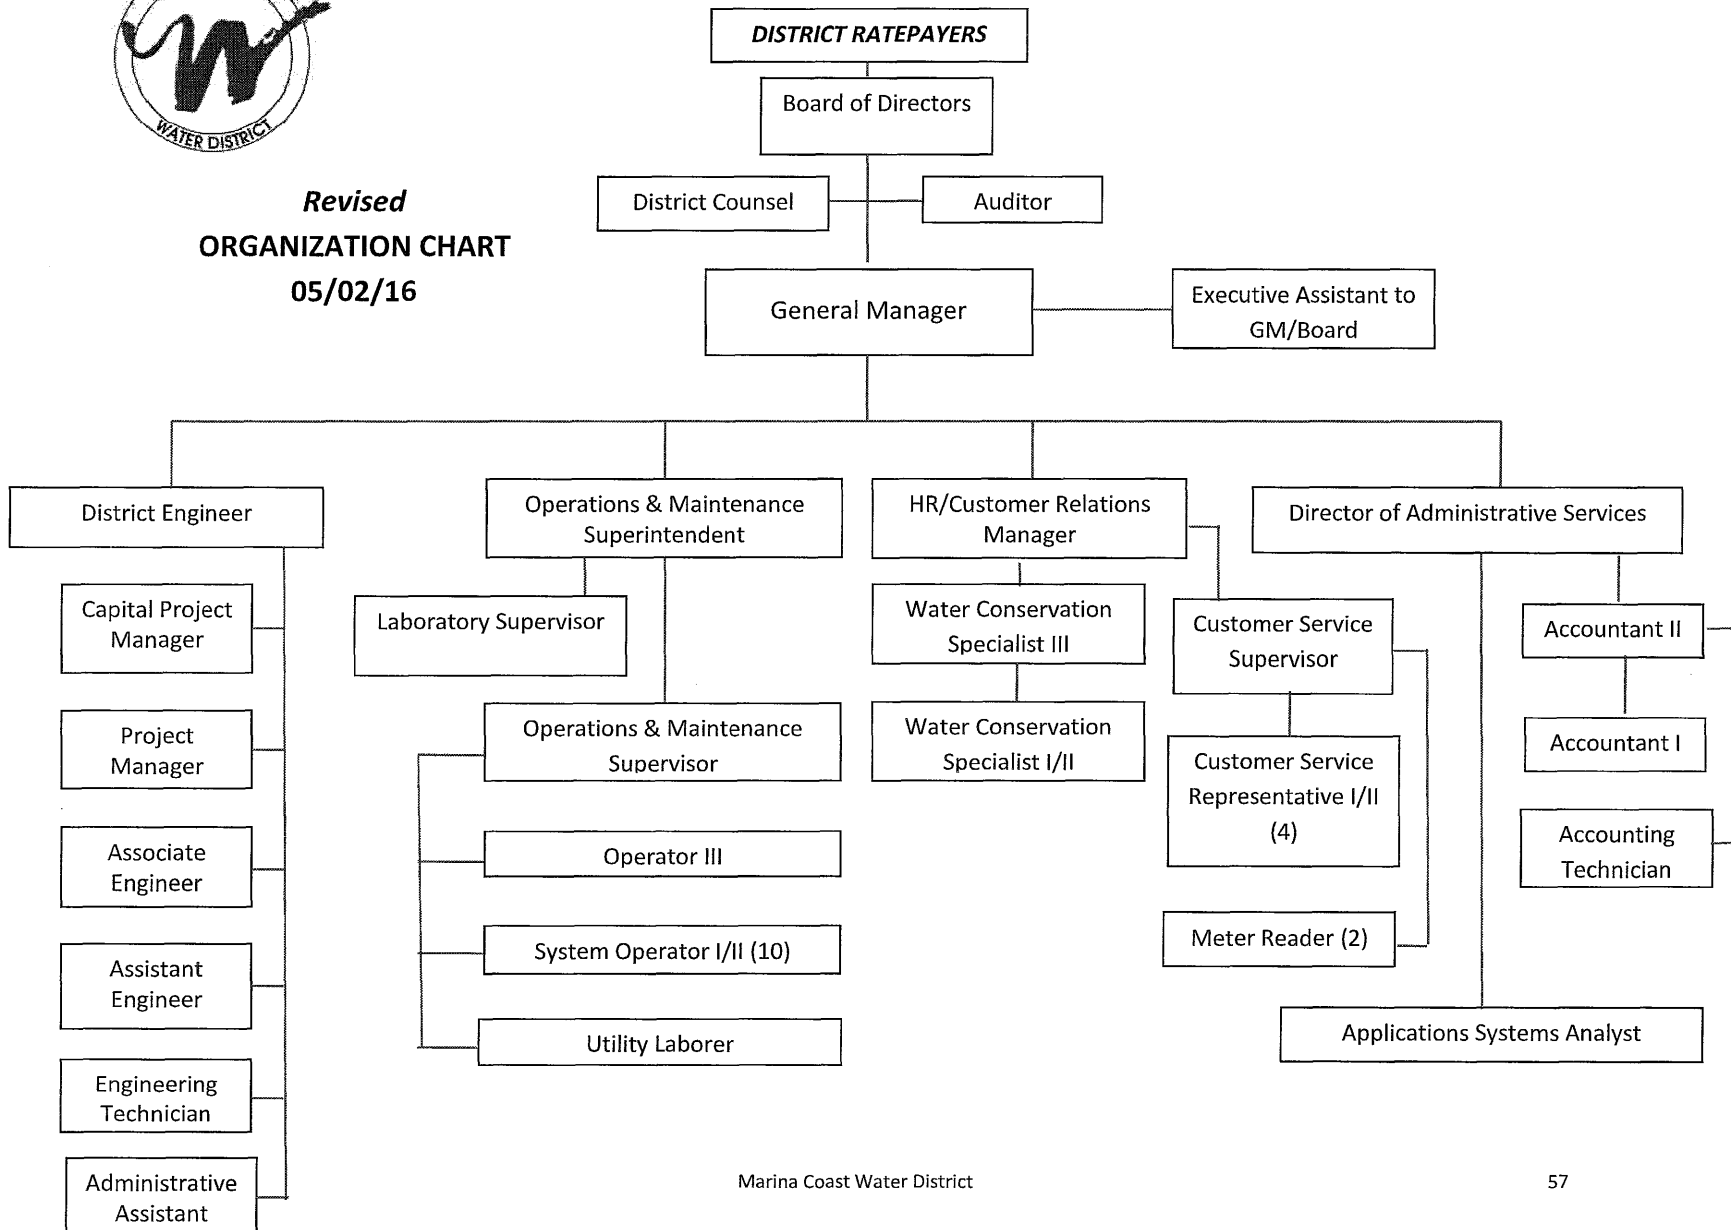 WATER DISTRICT
Revised
ORGANIZATION CHART
05/02/16
DISTRICT RATEPAYERS
Board of Directors
District Counsel
Auditor
General Manager
Executive Assistant to
GM/Board
District Engineer
Capital Project
Manager
Project
Manager
Associate
Engineer
Assistant
Engineer
Engineering
Technician
Administrative
Assistant
Operations & Maintenance
Superintendent
Laboratory Supervisor
Operations & Maintenance
Supervisor
Operator III
System Operator I/II (10)
Utility Laborer
HR/Customer Relations
Manager
Water Conservation
Specialist III
Water Conservation
Specialist I/II
Customer Service
Supervisor
Customer Service
Representative I/II
(4)
Meter Reader (2)
Director of Administrative Services
Accountant II
Accountant I
Accounting
Technician
Applications Systems Analyst
Marina Coast Water District
57